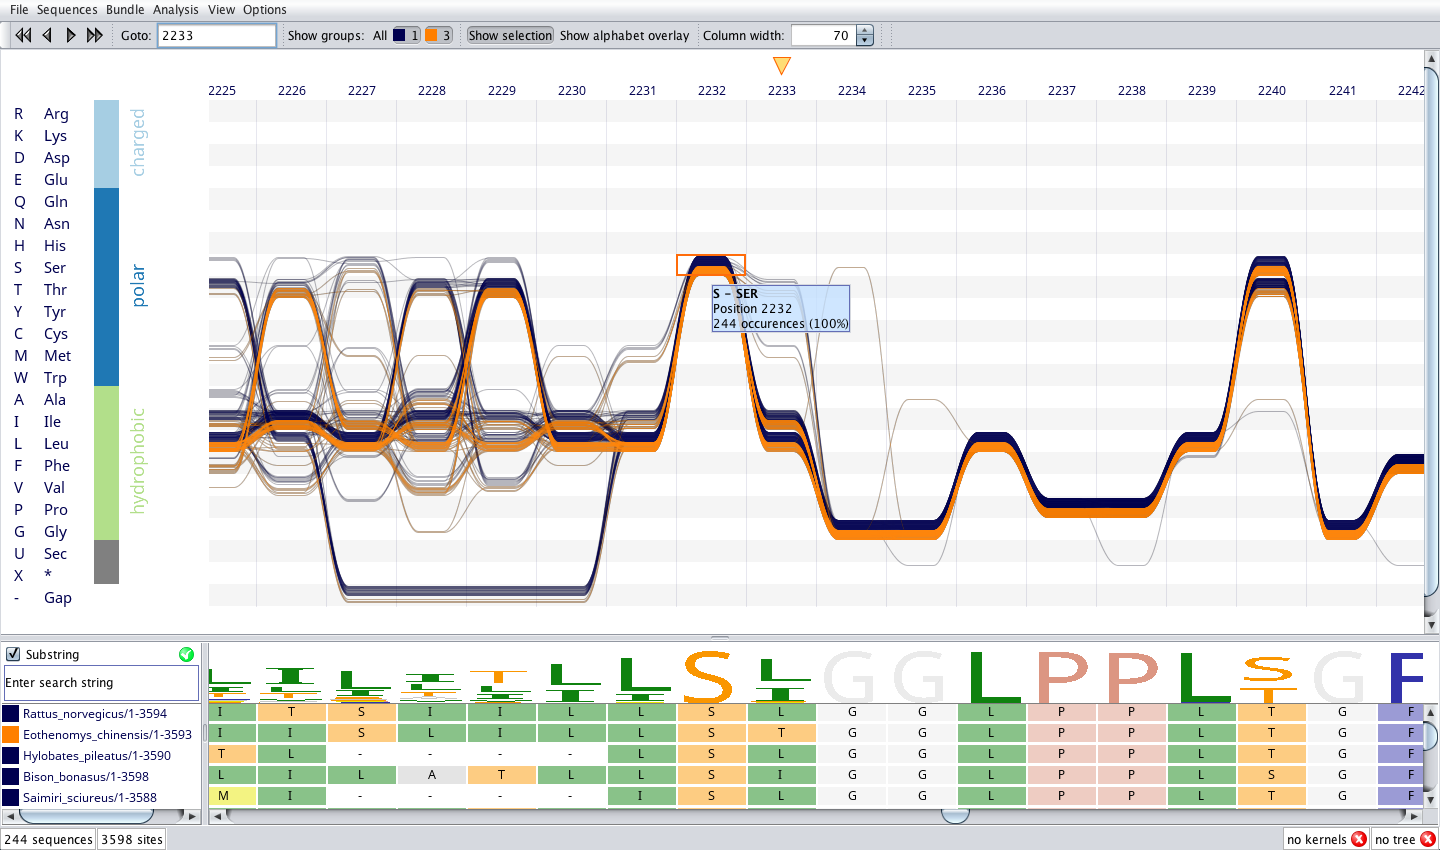 File Sequences Bundle Analysis View Options
Goto: 2233 Show groups: All 1 3 Show selection Show alphabet overlay Column width: 70
2225 2226 2227 2228 2229 2230 2231 2232 2233 2234 2235 2236 2237 2238 2239 2240 2241 2242
R Arg
K Lys
D Asp
E Glu
Q Gln
N Asn
H His
S Ser
T Thr
Y Tyr
C Cys
M Met
W Trp
A Ala
I Ile
L Leu
F Phe
V Val
P Pro
G Gly
U Sec
X *
- Gap
charged
polar
hydrophobic
S - SER
Position 2232
244 occurences (100%)
Substring
Enter search string
L I L I T L L S L G G L P P L S G F
Rattus_norvegicus/1-3594 I T S I I L L S L G G L P P L T G F
Eothenomys_chinensis/1-3593 I I S L I L L S T G G L P P L T G F
Hylobates_pileatus/1-3590 T L - - - - L S L G G L P P L T G F
Bison_bonasus/1-3598 L I L A T L L S I G G L P P L S G F
Saimiri_sciureus/1-3588 M I - - - - I S L G G L P P L T G F
244 sequences 3598 sites no kernels no tree